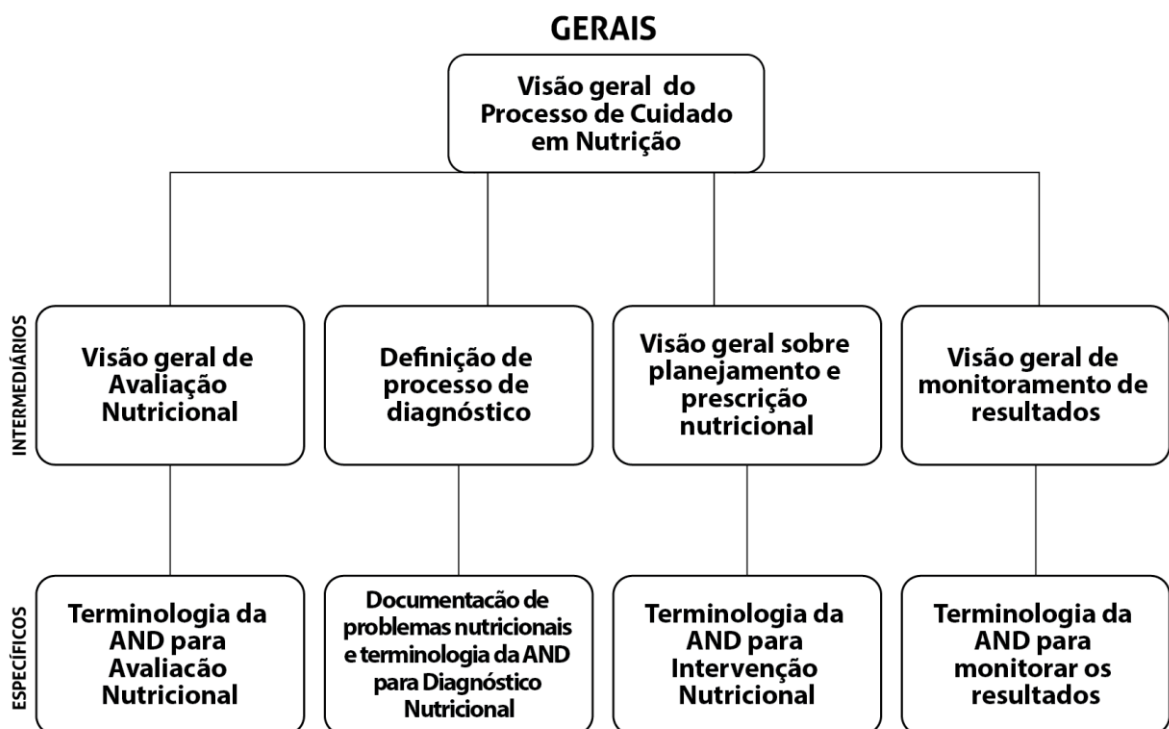 GERAIS
Visão geral do
Processo de Cuidado
em Nutrição
INTERMEDIÁRIOS
Visão geral de
Avaliação
Nutricional
Definição de
processo de
diagnóstico
Visão geral sobre
planejamento e
prescrição
nutricional
Visão geral de
monitoramento de
resultados
ESPECÍFICOS
Terminologia da
AND para
Avaliacão
Nutricional
Documentacão de
problemas nutricionais
e terminologia da AND
para Diagnóstico
Nutricional
Terminologia da
AND para
Intervenção
Nutricional
Terminologia da
AND para
monitorar os
resultados